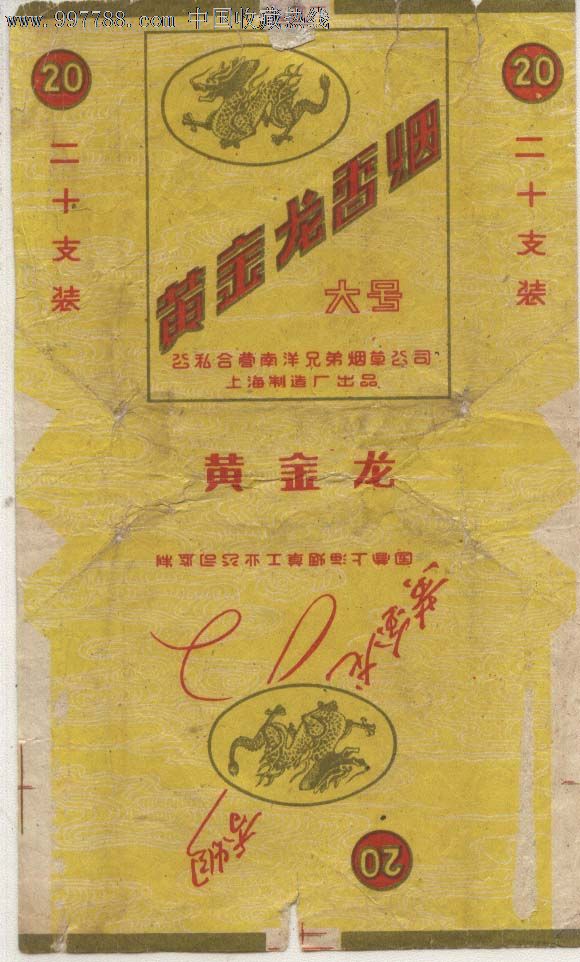 www.997788.com 中国收藏热线
20
20
二十支装
二十支装
黄金龙香烟
大号
公私合营南洋兄弟烟草公司
上海制造厂出品
黄金龙
国营上海烟草工业公司监制
黄金龙
香烟
20